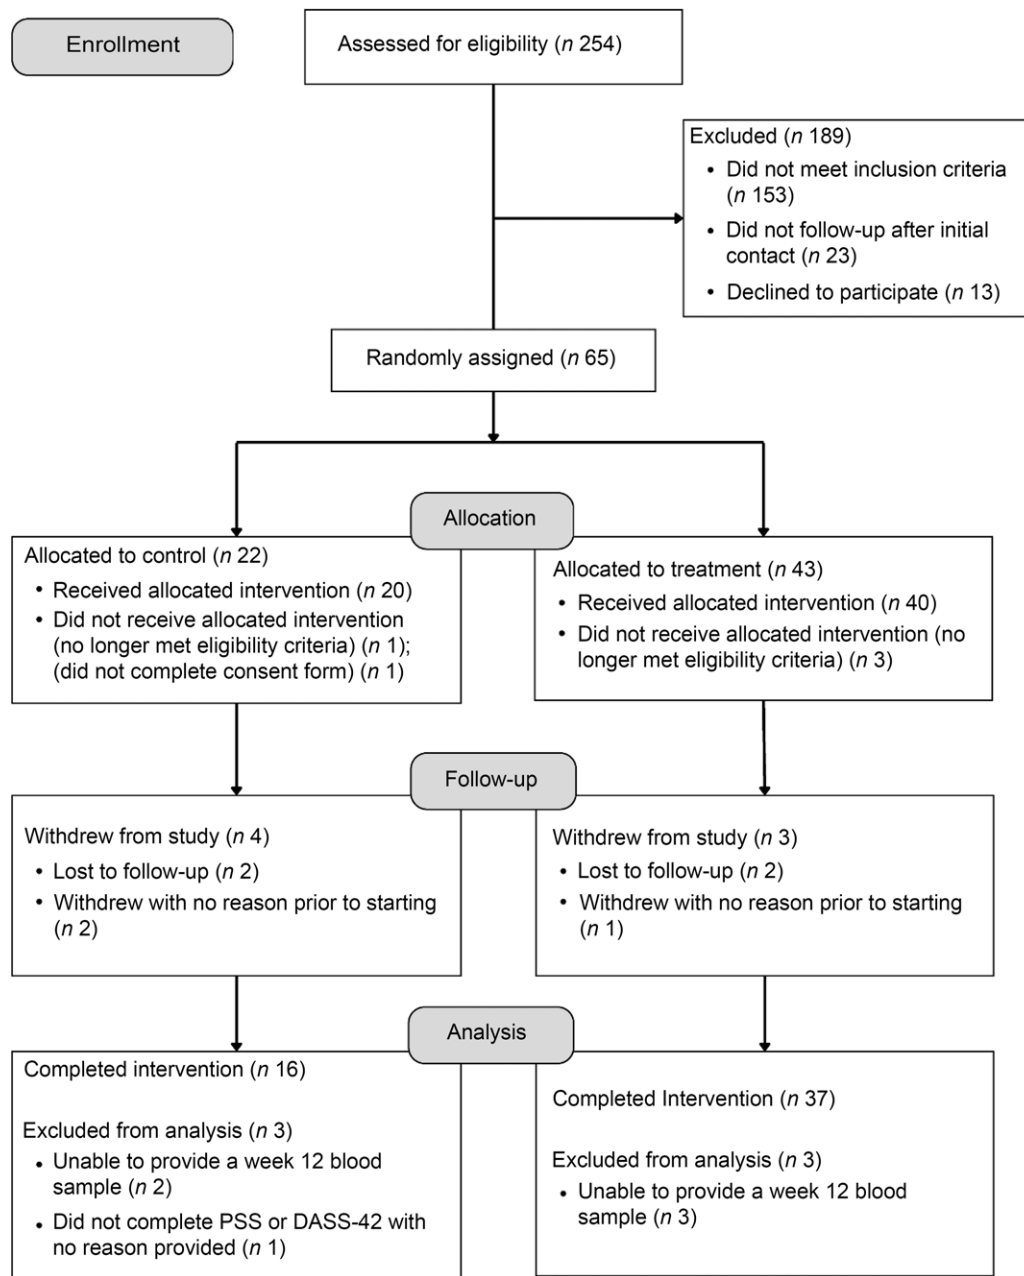 Enrollment
Assessed for eligibility (n 254)
Excluded (n 189)
• Did not meet inclusion criteria
(n 153)
• Did not follow-up after initial
contact (n 23)
• Declined to participate (n 13)
Randomly assigned (n 65)
Allocation
Allocated to control (n 22)
• Received allocated intervention (n 20)
• Did not receive allocated intervention
(no longer met eligibility criteria) (n 1);
(did not complete consent form) (n 1)
Allocated to treatment (n 43)
• Received allocated intervention (n 40)
• Did not receive allocated intervention (no
longer met eligibility criteria) (n 3)
Follow-up
Withdrew from study (n 4)
• Lost to follow-up (n 2)
• Withdrew with no reason prior to starting
(n 2)
Withdrew from study (n 3)
• Lost to follow-up (n 2)
• Withdrew with no reason prior to starting
(n 1)
Analysis
Completed intervention (n 16)
Excluded from analysis (n 3)
• Unable to provide a week 12 blood
sample (n 2)
• Did not complete PSS or DASS-42 with
no reason provided (n 1)
Completed Intervention (n 37)
Excluded from analysis (n 3)
• Unable to provide a week 12 blood
sample (n 3)